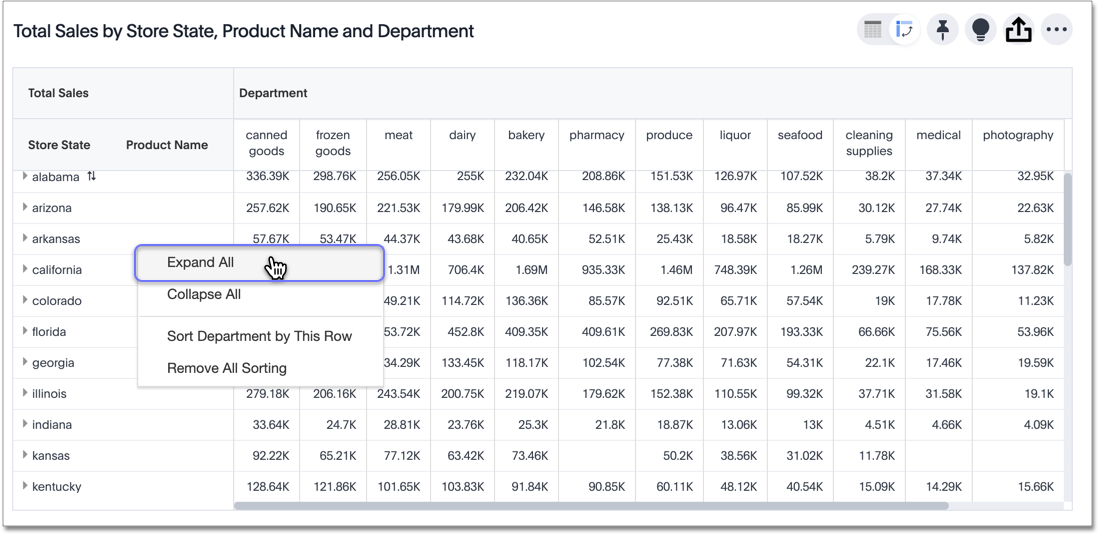 Total Sales by Store State, Product Name and Department
Total Sales Department
Store State Product Name canned goods frozen goods meat dairy bakery pharmacy produce liquor seafood cleaning supplies medical photography
alabama 336.39K 298.76K 256.05K 255K 232.04K 208.86K 151.53K 126.97K 107.52K 38.2K 37.34K 32.95K
arizona 257.62K 190.65K 221.53K 179.99K 206.42K 146.58K 138.13K 96.47K 85.99K 30.12K 27.74K 22.63K
arkansas 57.67K 53.47K 44.37K 43.68K 40.65K 52.51K 25.43K 18.58K 18.27K 5.79K 9.74K 5.82K
Expand All
california 1.31M 706.4K 1.69M 935.33K 1.46M 748.39K 1.26M 239.27K 168.33K 137.82K
Collapse All
colorado 49.21K 114.72K 136.36K 85.57K 92.51K 65.71K 57.54K 19K 17.78K 11.23K
florida 53.72K 452.8K 409.35K 409.61K 269.83K 207.97K 193.33K 66.66K 75.56K 53.96K
Sort Department by This Row
georgia 34.29K 133.45K 118.17K 102.54K 77.38K 71.63K 54.31K 22.1K 17.46K 19.59K
Remove All Sorting
illinois 279.18K 206.16K 243.54K 200.75K 219.07K 179.62K 152.38K 110.55K 99.32K 37.71K 31.58K 19.1K
indiana 33.64K 24.7K 28.81K 23.76K 25.3K 21.8K 18.87K 13.06K 13K 4.51K 4.66K 4.09K
kansas 92.22K 65.21K 77.12K 63.42K 73.46K 50.2K 38.56K 31.02K 11.78K
kentucky 128.64K 121.86K 101.65K 103.83K 91.84K 90.85K 60.11K 48.12K 40.54K 15.09K 14.29K 15.66K